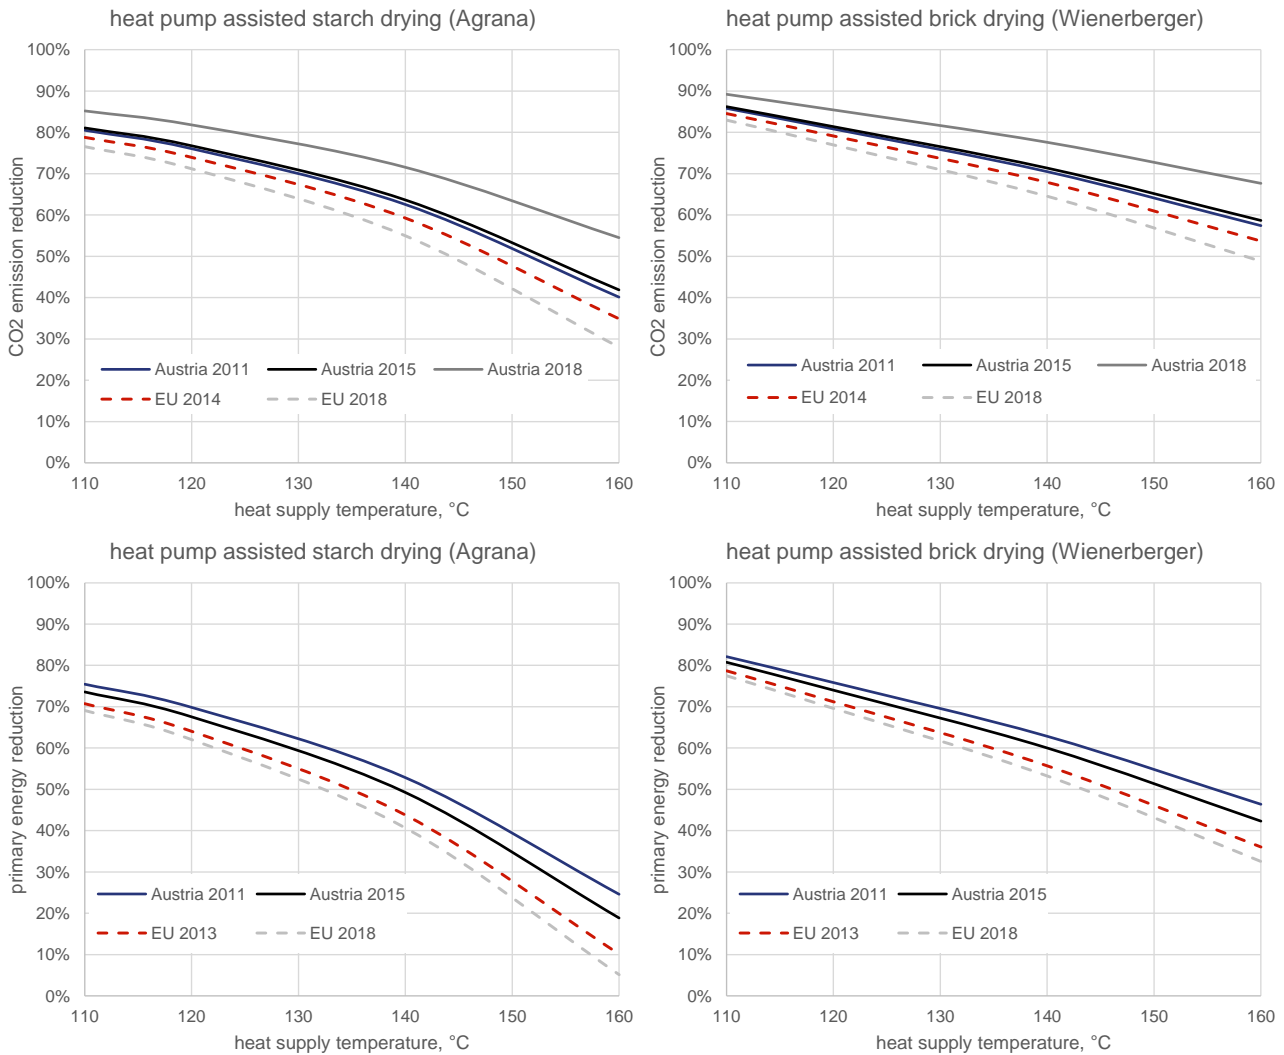 heat pump assisted starch drying (Agrana)
100%
90%
80%
70%
60%
50%
40%
30%
20%
10%
0%
CO2 emission reduction
Austria 2011 Austria 2015 Austria 2018
EU 2014 EU 2018
110 120 130 140 150 160
heat supply temperature, °C
heat pump assisted brick drying (Wienerberger)
100%
90%
80%
70%
60%
50%
40%
30%
20%
10%
0%
CO2 emission reduction
Austria 2011 Austria 2015 Austria 2018
EU 2014 EU 2018
110 120 130 140 150 160
heat supply temperature, °C
heat pump assisted starch drying (Agrana)
100%
90%
80%
70%
60%
50%
40%
30%
20%
10%
0%
primary energy reduction
Austria 2011 Austria 2015
EU 2013 EU 2018
110 120 130 140 150 160
heat supply temperature, °C
heat pump assisted brick drying (Wienerberger)
100%
90%
80%
70%
60%
50%
40%
30%
20%
10%
0%
primary energy reduction
Austria 2011 Austria 2015
EU 2013 EU 2018
110 120 130 140 150 160
heat supply temperature, °C